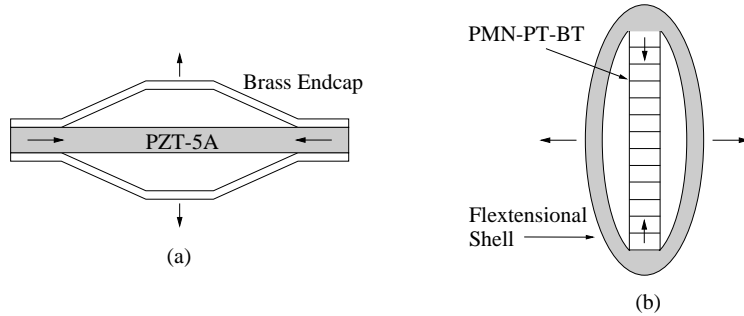 Brass Endcap
PZT-5A
(a)
PMN-PT-BT
Flextensional
Shell
(b)